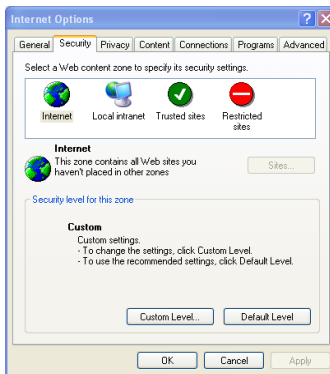 Internet Options
General Security Privacy Content Connections Programs Advanced
Select a Web content zone to specify its security settings.
Internet Local intranet Trusted sites Restricted sites
Internet
This zone contains all Web sites you
haven't placed in other zones
Sites...
Security level for this zone
Custom
Custom settings.
- To change the settings, click Custom Level.
- To use the recommended settings, click Default Level.
Custom Level... Default Level
OK Cancel Apply